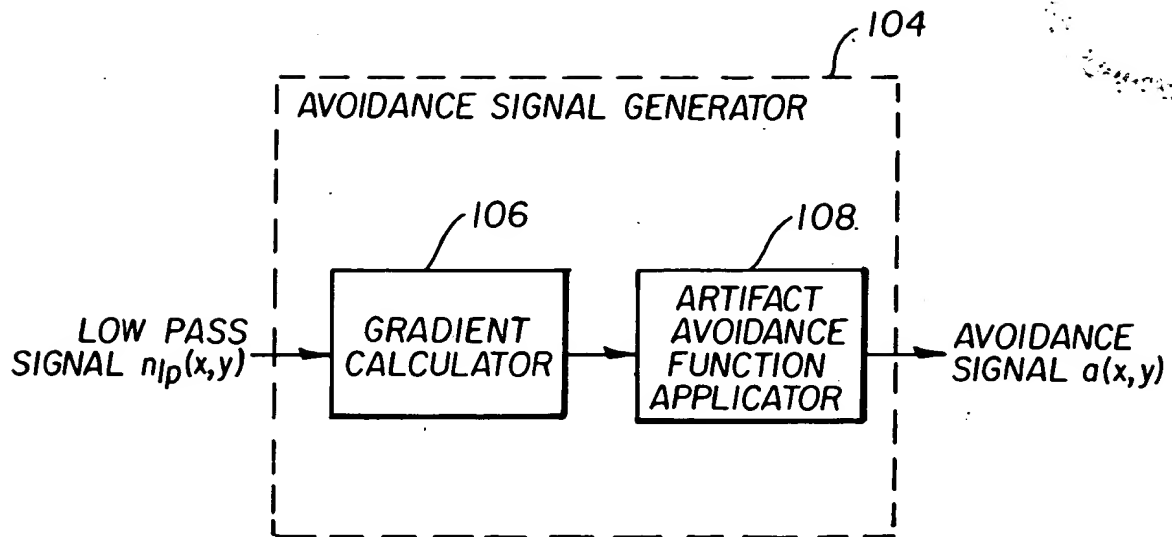 104
AVOIDANCE SIGNAL GENERATOR
106
108.
LOW PASS
SIGNAL nlp(x,y)
GRADIENT
CALCULATOR
ARTIFACT
AVOIDANCE
FUNCTION
APPLICATOR
AVOIDANCE
SIGNAL a(x,y)